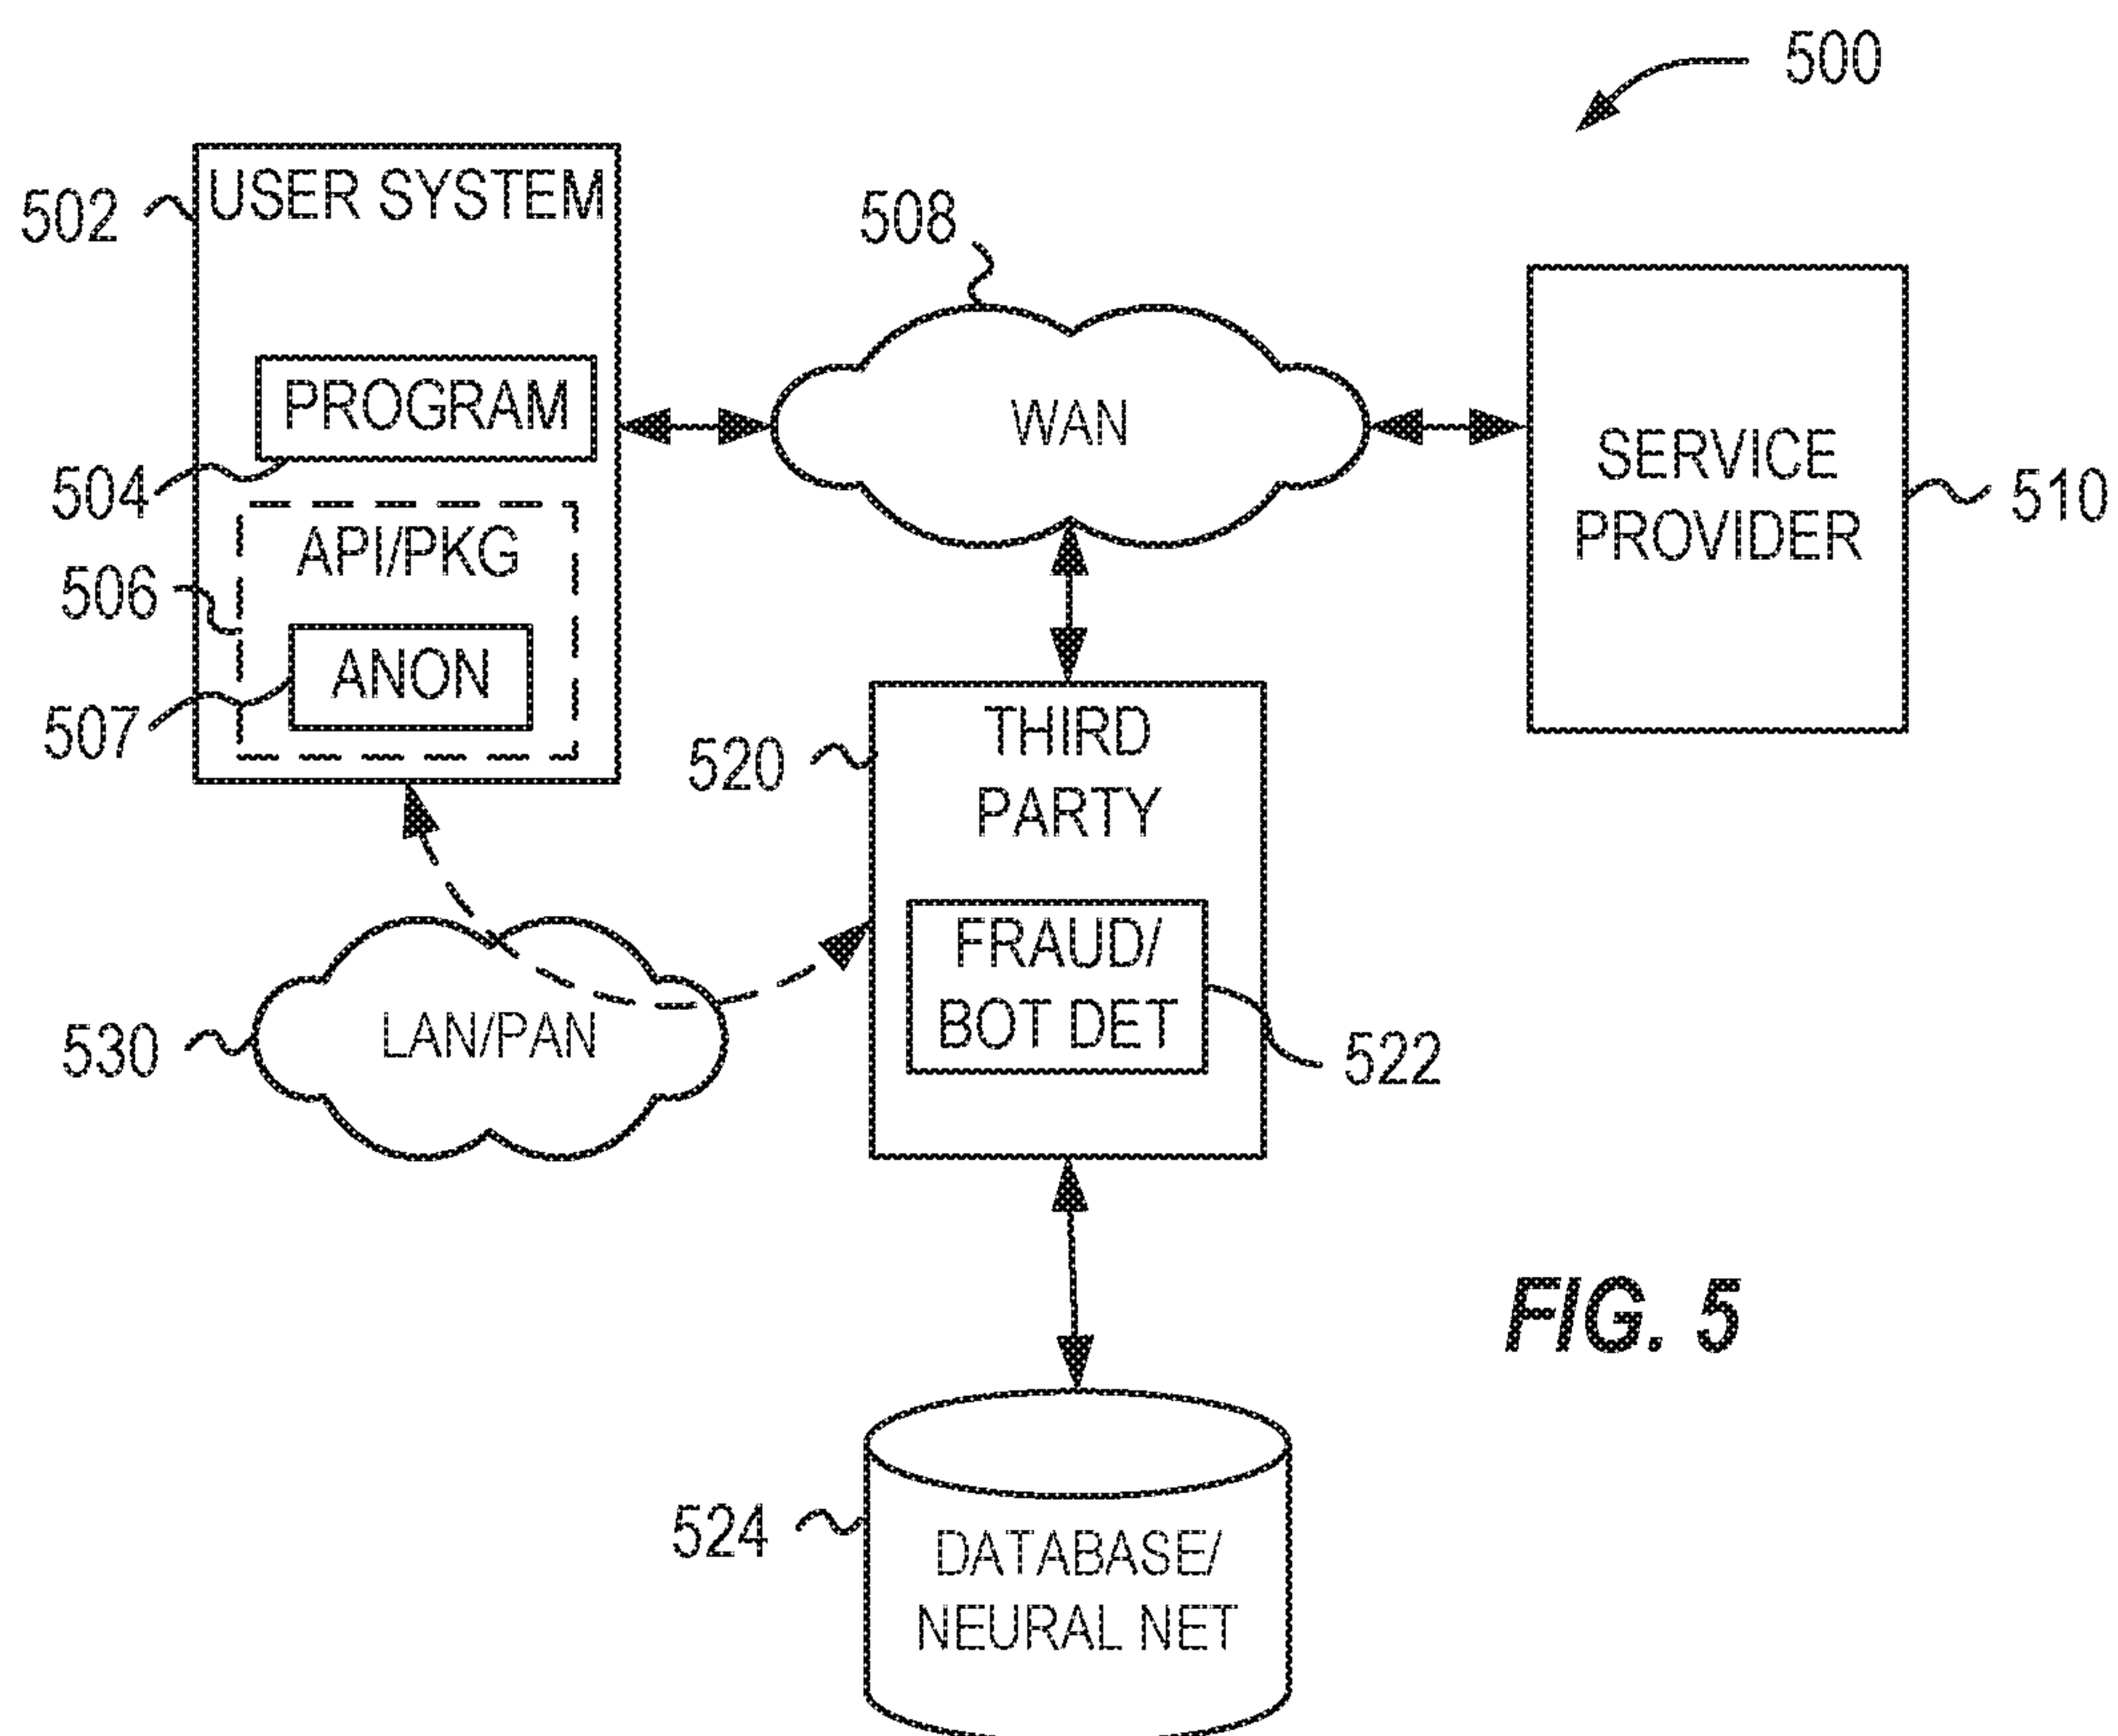 500
502
USER SYSTEM
508
PROGRAM
WAN
504
SERVICE
PROVIDER
510
API/PKG
506
ANON
507
THIRD
PARTY
520
FRAUD/
BOT DET
LAN/PAN
530
522
FIG. 5
524
DATABASE/
NEURAL NET